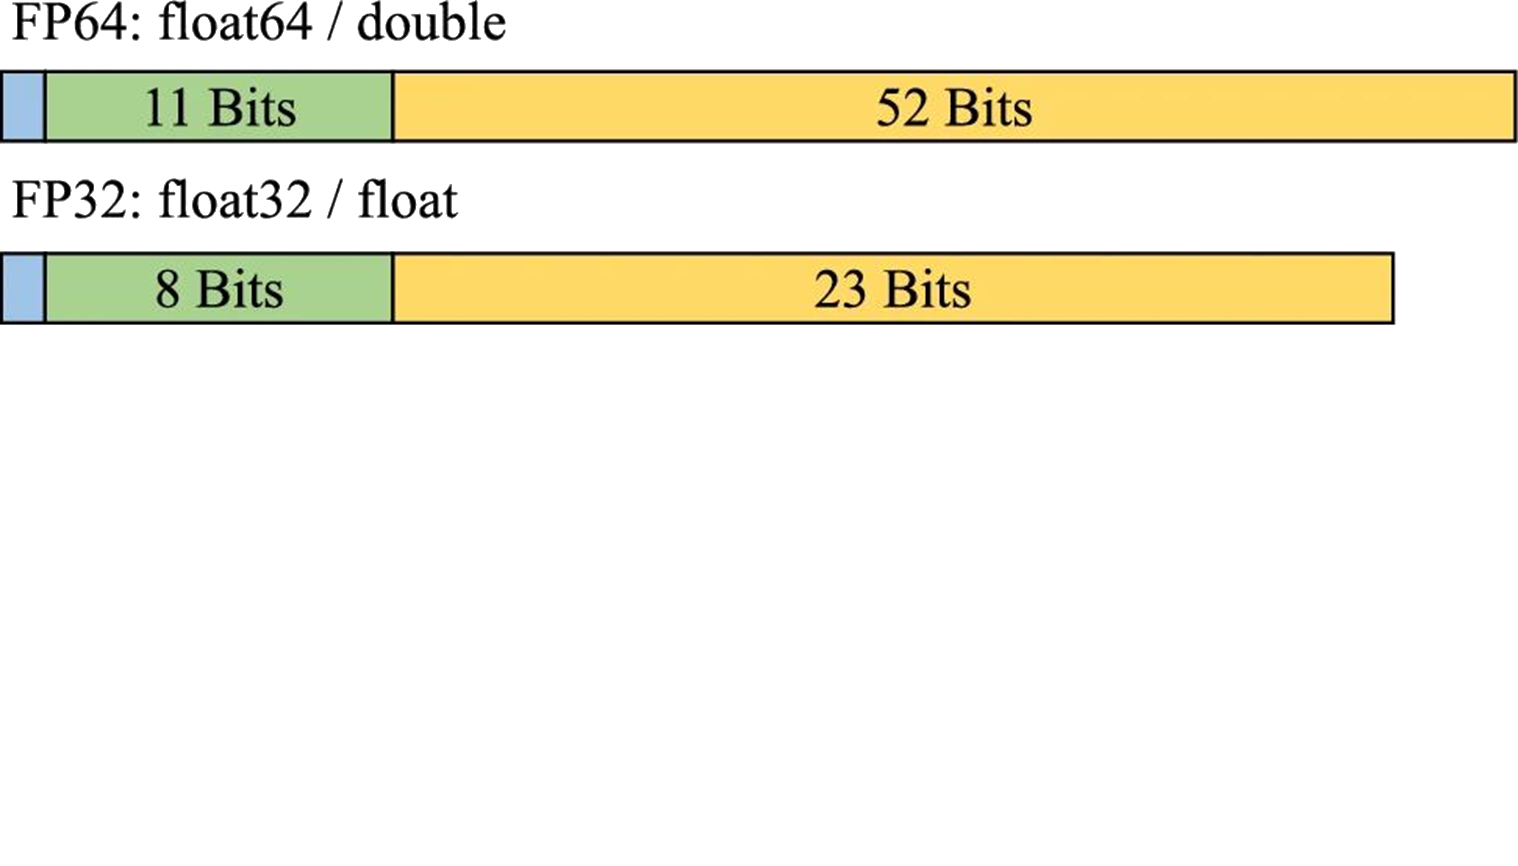 FP64: float64 / double
11 Bits 52 Bits
FP32: float32 / float
8 Bits 23 Bits